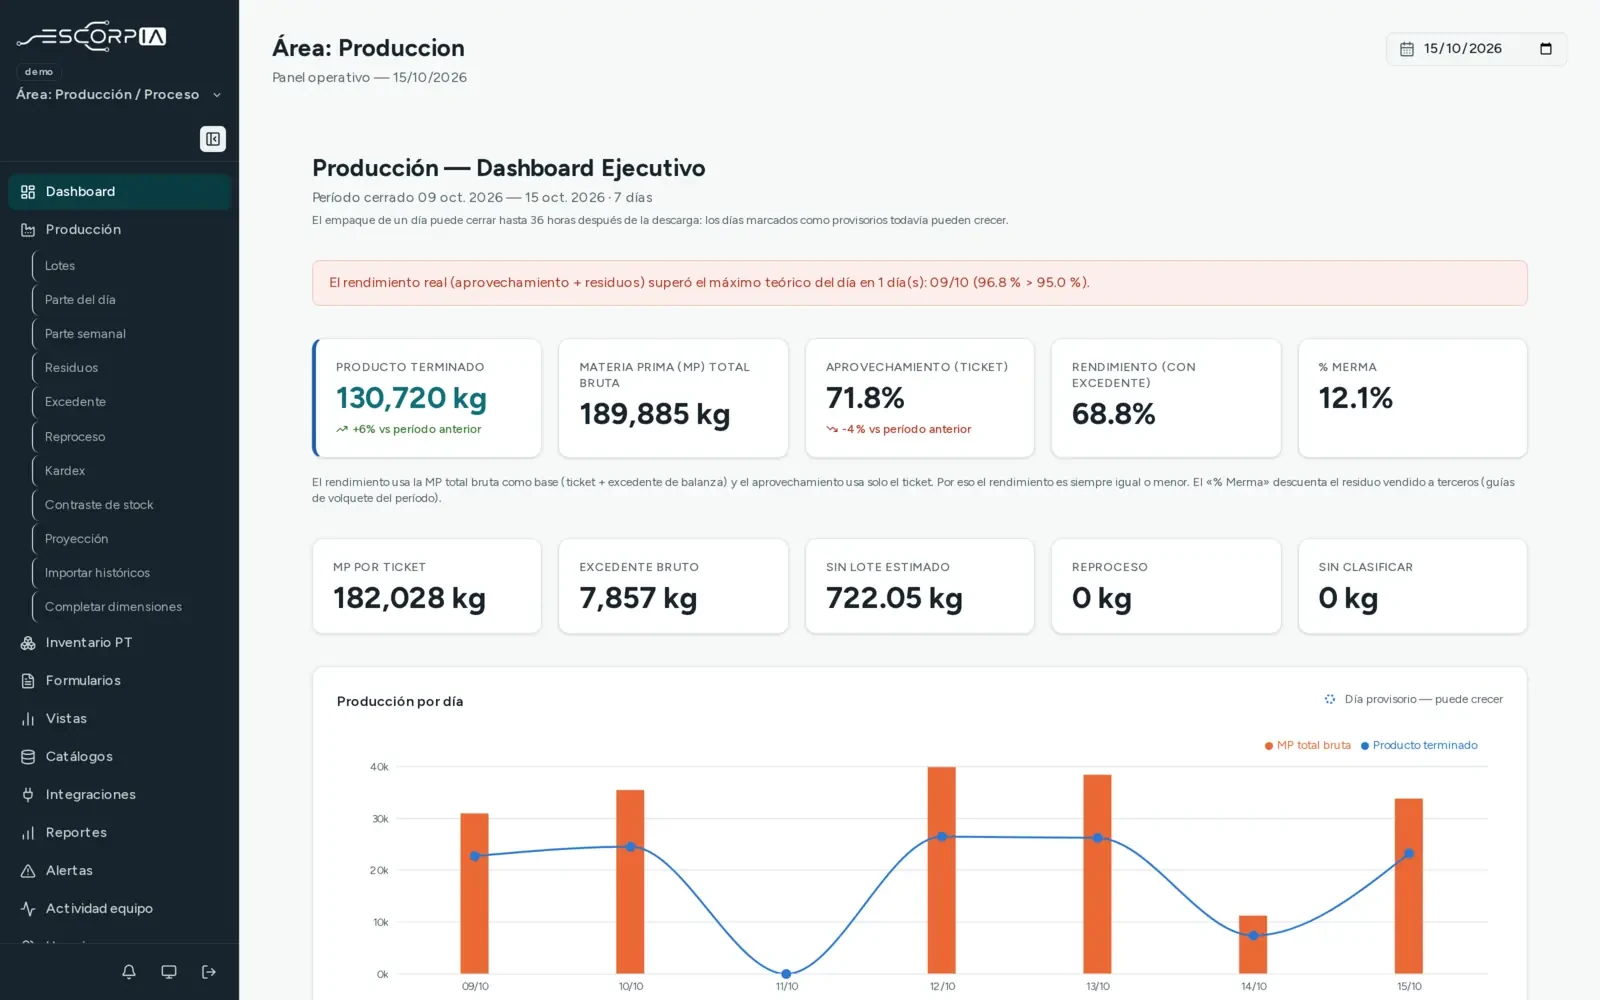 ESCORPIA
demo
Área: Producción / Proceso
Dashboard
Producción
Lotes
Parte del día
Parte semanal
Residuos
Excedente
Reproceso
Kardex
Contraste de stock
Proyección
Importar históricos
Completar dimensiones
Inventario PT
Formularios
Vistas
Catálogos
Integraciones
Reportes
Alertas
Actividad equipo
Área: Produccion
Panel operativo — 15/10/2026
15/10/2026
Producción — Dashboard Ejecutivo
Período cerrado 09 oct. 2026 — 15 oct. 2026 · 7 días
El empaque de un día puede cerrar hasta 36 horas después de la descarga: los días marcados como provisorios todavía pueden crecer.
El rendimiento real (aprovechamiento + residuos) superó el máximo teórico del día en 1 día(s): 09/10 (96.8 % > 95.0 %).
PRODUCTO TERMINADO
130,720 kg
+6% vs período anterior
MATERIA PRIMA (MP) TOTAL
BRUTA
189,885 kg
APROVECHAMIENTO (TICKET)
71.8%
-4% vs período anterior
RENDIMIENTO (CON
EXCEDENTE)
68.8%
% MERMA
12.1%
El rendimiento usa la MP total bruta como base (ticket + excedente de balanza) y el aprovechamiento usa solo el ticket. Por eso el rendimiento es siempre igual o menor. El «% Merma» descuenta el residuo vendido a terceros (guías
de volquete del período).
MP POR TICKET
182,028 kg
EXCEDENTE BRUTO
7,857 kg
SIN LOTE ESTIMADO
722.05 kg
REPROCESO
0 kg
SIN CLASIFICAR
0 kg
Producción por día
Día provisorio — puede crecer
MP total bruta
Producto terminado
40k
30k
20k
10k
0k
09/10
10/10
11/10
12/10
13/10
14/10
15/10